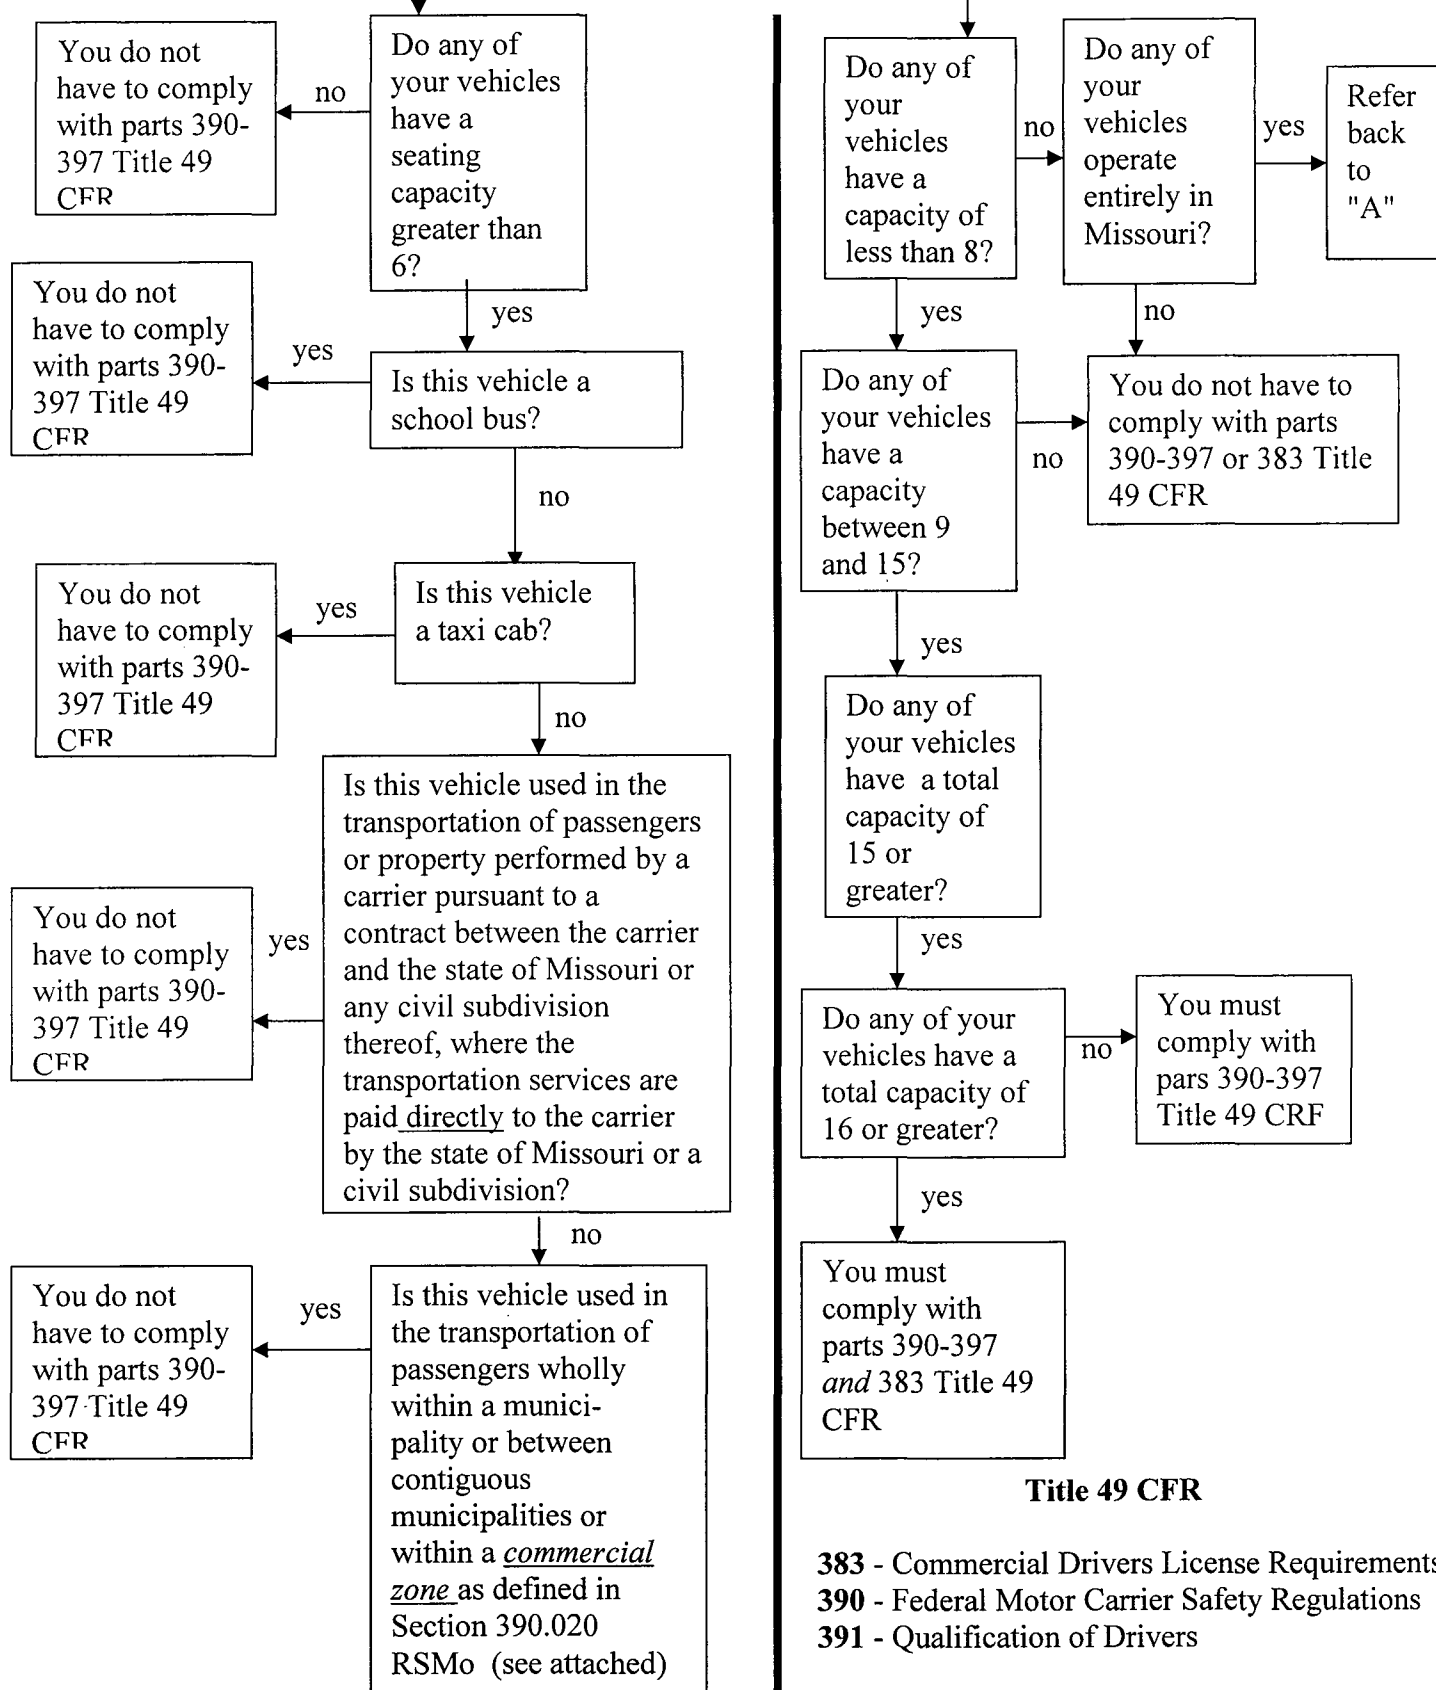 You do not
have to comply
with parts 390-
397 Title 49
CFR
no
Do any of
your vehicles
have a
seating
capacity
greater than
6?
yes
You do not
have to comply
with parts 390-
397 Title 49
CFR
yes
Is this vehicle a
school bus?
no
You do not
have to comply
with parts 390-
397 Title 49
CFR
yes
Is this vehicle
a taxi cab?
no
You do not
have to comply
with parts 390-
397 Title 49
CFR
yes
Is this vehicle used in the
transportation of passengers
or property performed by a
carrier pursuant to a
contract between the carrier
and the state of Missouri or
any civil subdivision
thereof, where the
transportation services are
paid directly to the carrier
by the state of Missouri or a
civil subdivision?
no
You do not
have to comply
with parts 390-
397 Title 49
CFR
yes
Is this vehicle used in
the transportation of
passengers wholly
within a munici-
pality or between
contiguous
municipalities or
within a commercial
zone as defined in
Section 390.020
RSMo (see attached)
Do any of
your
vehicles
have a
capacity of
less than 8?
no
Do any of
your
vehicles
operate
entirely in
Missouri?
yes
Refer
back
to
"A"
yes
no
Do any of
your vehicles
have a
capacity
between 9
and 15?
no
You do not have to
comply with parts
390-397 or 383 Title
49 CFR
yes
Do any of
your vehicles
have a total
capacity of
15 or
greater?
yes
Do any of your
vehicles have a
total capacity of
16 or greater?
no
You must
comply with
pars 390-397
Title 49 CRF
yes
You must
comply with
parts 390-397
and 383 Title 49
CFR
Title 49 CFR
383 - Commercial Drivers License Requirements
390 - Federal Motor Carrier Safety Regulations
391 - Qualification of Drivers